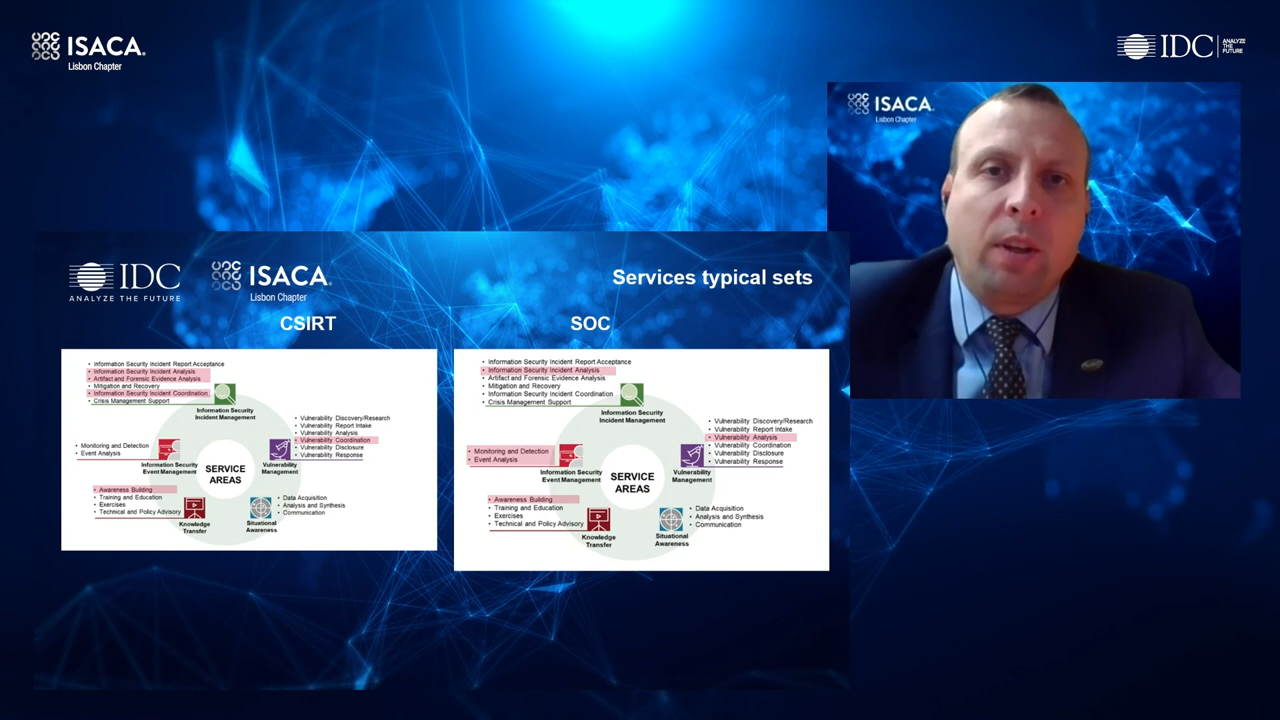 ISACA.
Lisbon Chapter
IDC
ANALYZE
THE
FUTURE
ISACA.
Lisbon Chapter
IDC
ANALYZE THE FUTURE
ISACA.
Lisbon Chapter
Services typical sets
CSIRT
SOC
• Information Security Incident Report Acceptance
• Information Security Incident Analysis
• Artifact and Forensic Evidence Analysis
• Mitigation and Recovery
• Information Security Incident Coordination
• Crisis Management Support
Information Security
Incident Management
• Monitoring and Detection
• Event Analysis
Information Security
Event Management
• Vulnerability Discovery/Research
• Vulnerability Report Intake
• Vulnerability Analysis
• Vulnerability Coordination
• Vulnerability Disclosure
• Vulnerability Response
Vulnerability
Management
SERVICE
AREAS
• Awareness Building
• Training and Education
• Exercises
• Technical and Policy Advisory
Knowledge
Transfer
• Data Acquisition
• Analysis and Synthesis
• Communication
Situational
Awareness
• Information Security Incident Report Acceptance
• Information Security Incident Analysis
• Artifact and Forensic Evidence Analysis
• Mitigation and Recovery
• Information Security Incident Coordination
• Crisis Management Support
Information Security
Incident Management
• Monitoring and Detection
• Event Analysis
Information Security
Event Management
• Vulnerability Discovery/Research
• Vulnerability Report Intake
• Vulnerability Analysis
• Vulnerability Coordination
• Vulnerability Disclosure
• Vulnerability Response
Vulnerability
Management
SERVICE
AREAS
• Awareness Building
• Training and Education
• Exercises
• Technical and Policy Advisory
Knowledge
Transfer
• Data Acquisition
• Analysis and Synthesis
• Communication
Situational
Awareness